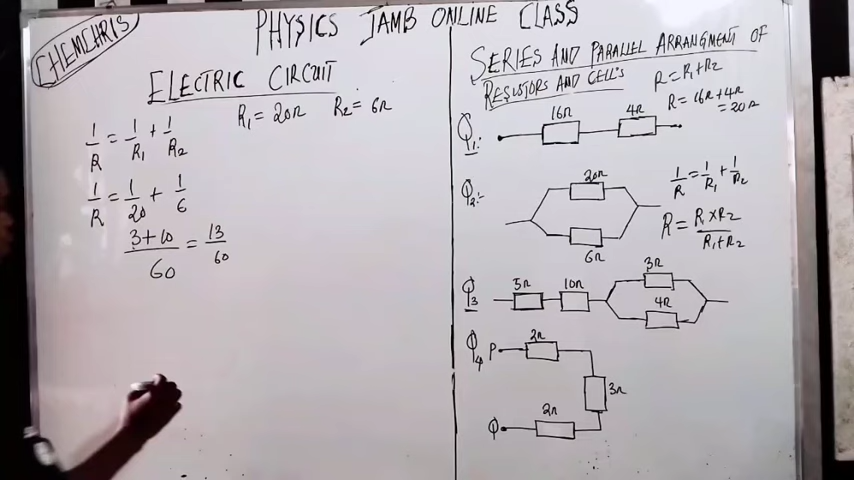 CHEMCHRIS
PHYSICS JAMB ONLINE CLASS
ELECTRIC CIRCUIT
R₁ = 20Ω R₂ = 6Ω
1/R = 1/R₁ + 1/R₂
1/R = 1/20 + 1/6
3+10/60 = 13/60
SERIES AND PARALLEL ARRANGMENT OF
RESISTORS AND CELL'S
R = R₁+R₂
R = 16Ω+4Ω
= 20Ω
Q1:-
16Ω 4Ω
Q2:-
20Ω
6Ω
1/R = 1/R₁ + 1/R₂
R = R₁×R₂/R₁+R₂
Q3
5Ω 10Ω 3Ω
4Ω
Q4 P 2Ω
3Ω
Q 2Ω